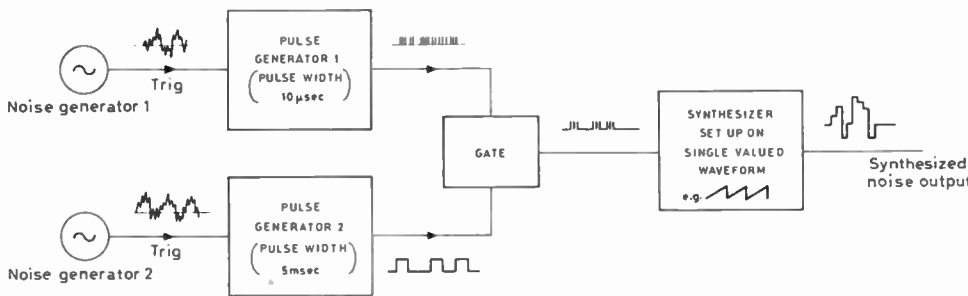 Noise generator 1
Trig
PULSE
GENERATOR 1
(PULSE WIDTH
10µsec)
GATE
SYNTHESIZER
SET UP ON
SINGLE VALUED
WAVEFORM
e.g.
Synthesized
noise output
Noise generator 2
Trig
PULSE
GENERATOR 2
(PULSE WIDTH
5msec)